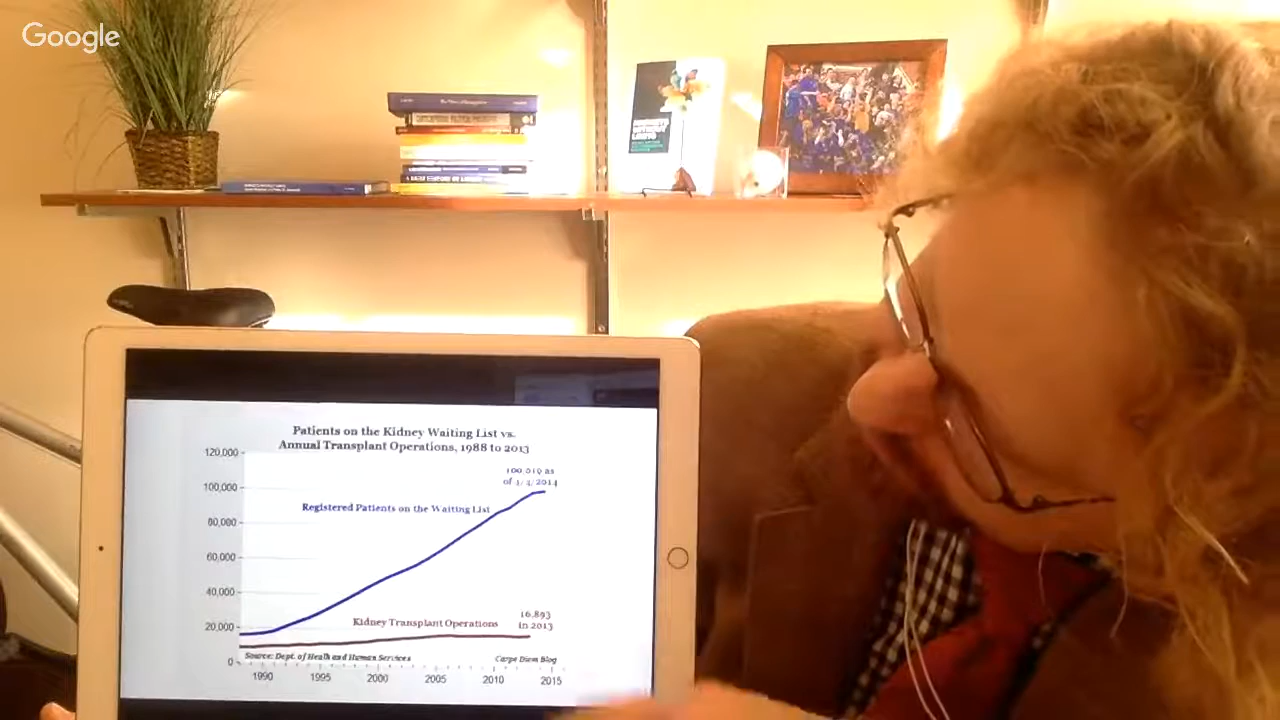 Google
Patients on the Kidney Waiting List vs.
Annual Transplant Operations, 1988 to 2013
120,000
100,000
80,000
60,000
40,000
20,000
0
100,019 as
of 4/4/2014
Registered Patients on the Waiting List
Kidney Transplant Operations
16,893
in 2013
Source: Dept. of Health and Human Services
Carpe Diem Blog
1990 1995 2000 2005 2010 2015